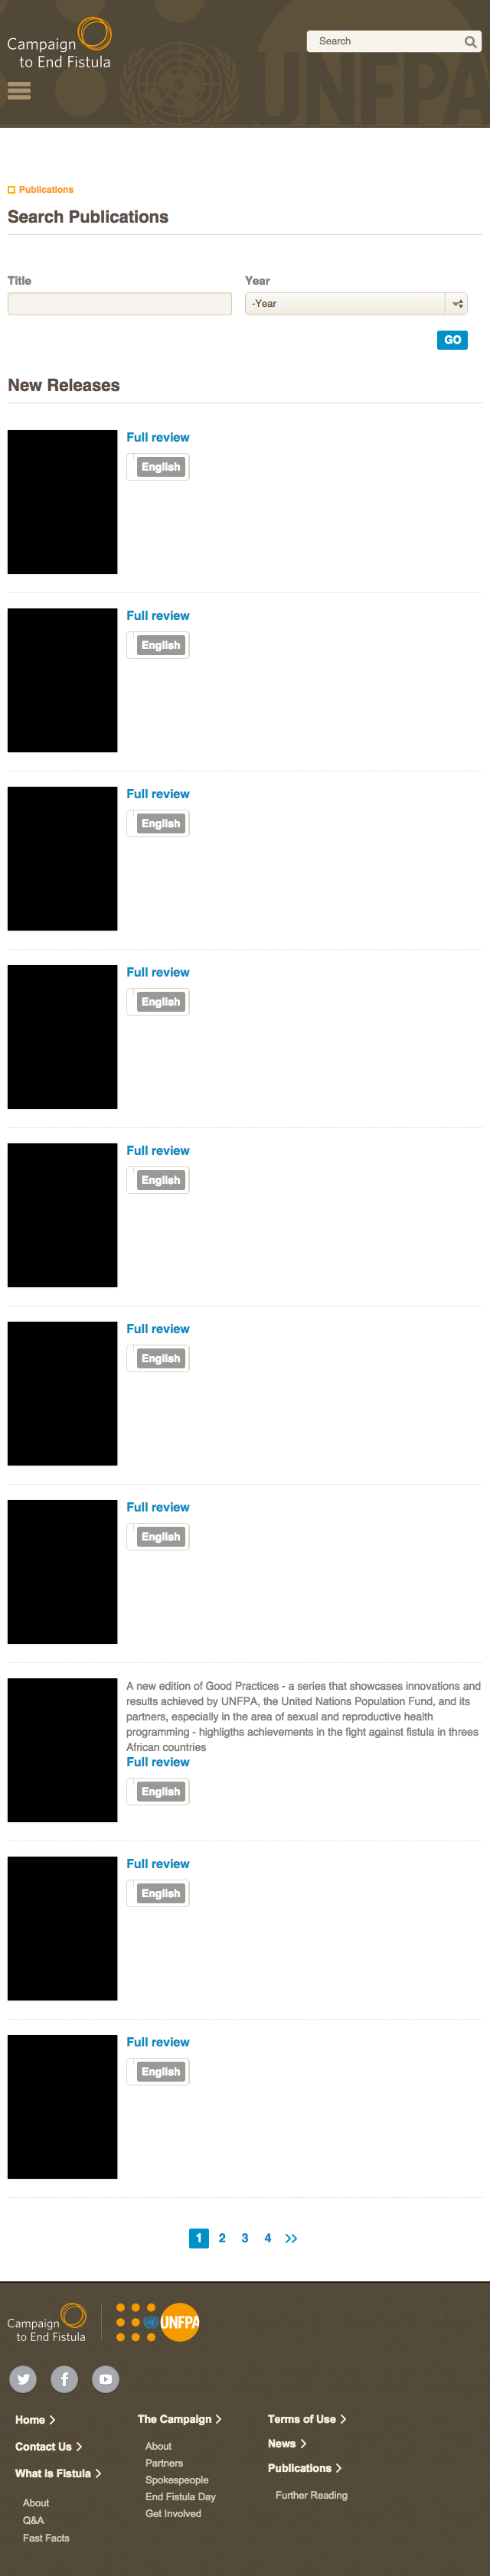 Campaign
to End Fistula
Search
UNFPA
Publications
Search Publications
Title
Year
-Year
GO
New Releases
Full review
English
Full review
English
Full review
English
Full review
English
Full review
English
Full review
English
Full review
English
A new edition of Good Practices - a series that showcases innovations and
results achieved by UNFPA, the United Nations Population Fund, and its
partners, especially in the area of sexual and reproductive health
programming - highligths achievements in the fight against fistula in threes
African countries
Full review
English
Full review
English
Full review
English
1 2 3 4 >>
Campaign
to End Fistula
UNFPA
Home >
Contact Us >
What is Fistula >
About
Q&A
Fast Facts
The Campaign >
About
Partners
Spokespeople
End Fistula Day
Get Involved
Terms of Use >
News >
Publications >
Further Reading